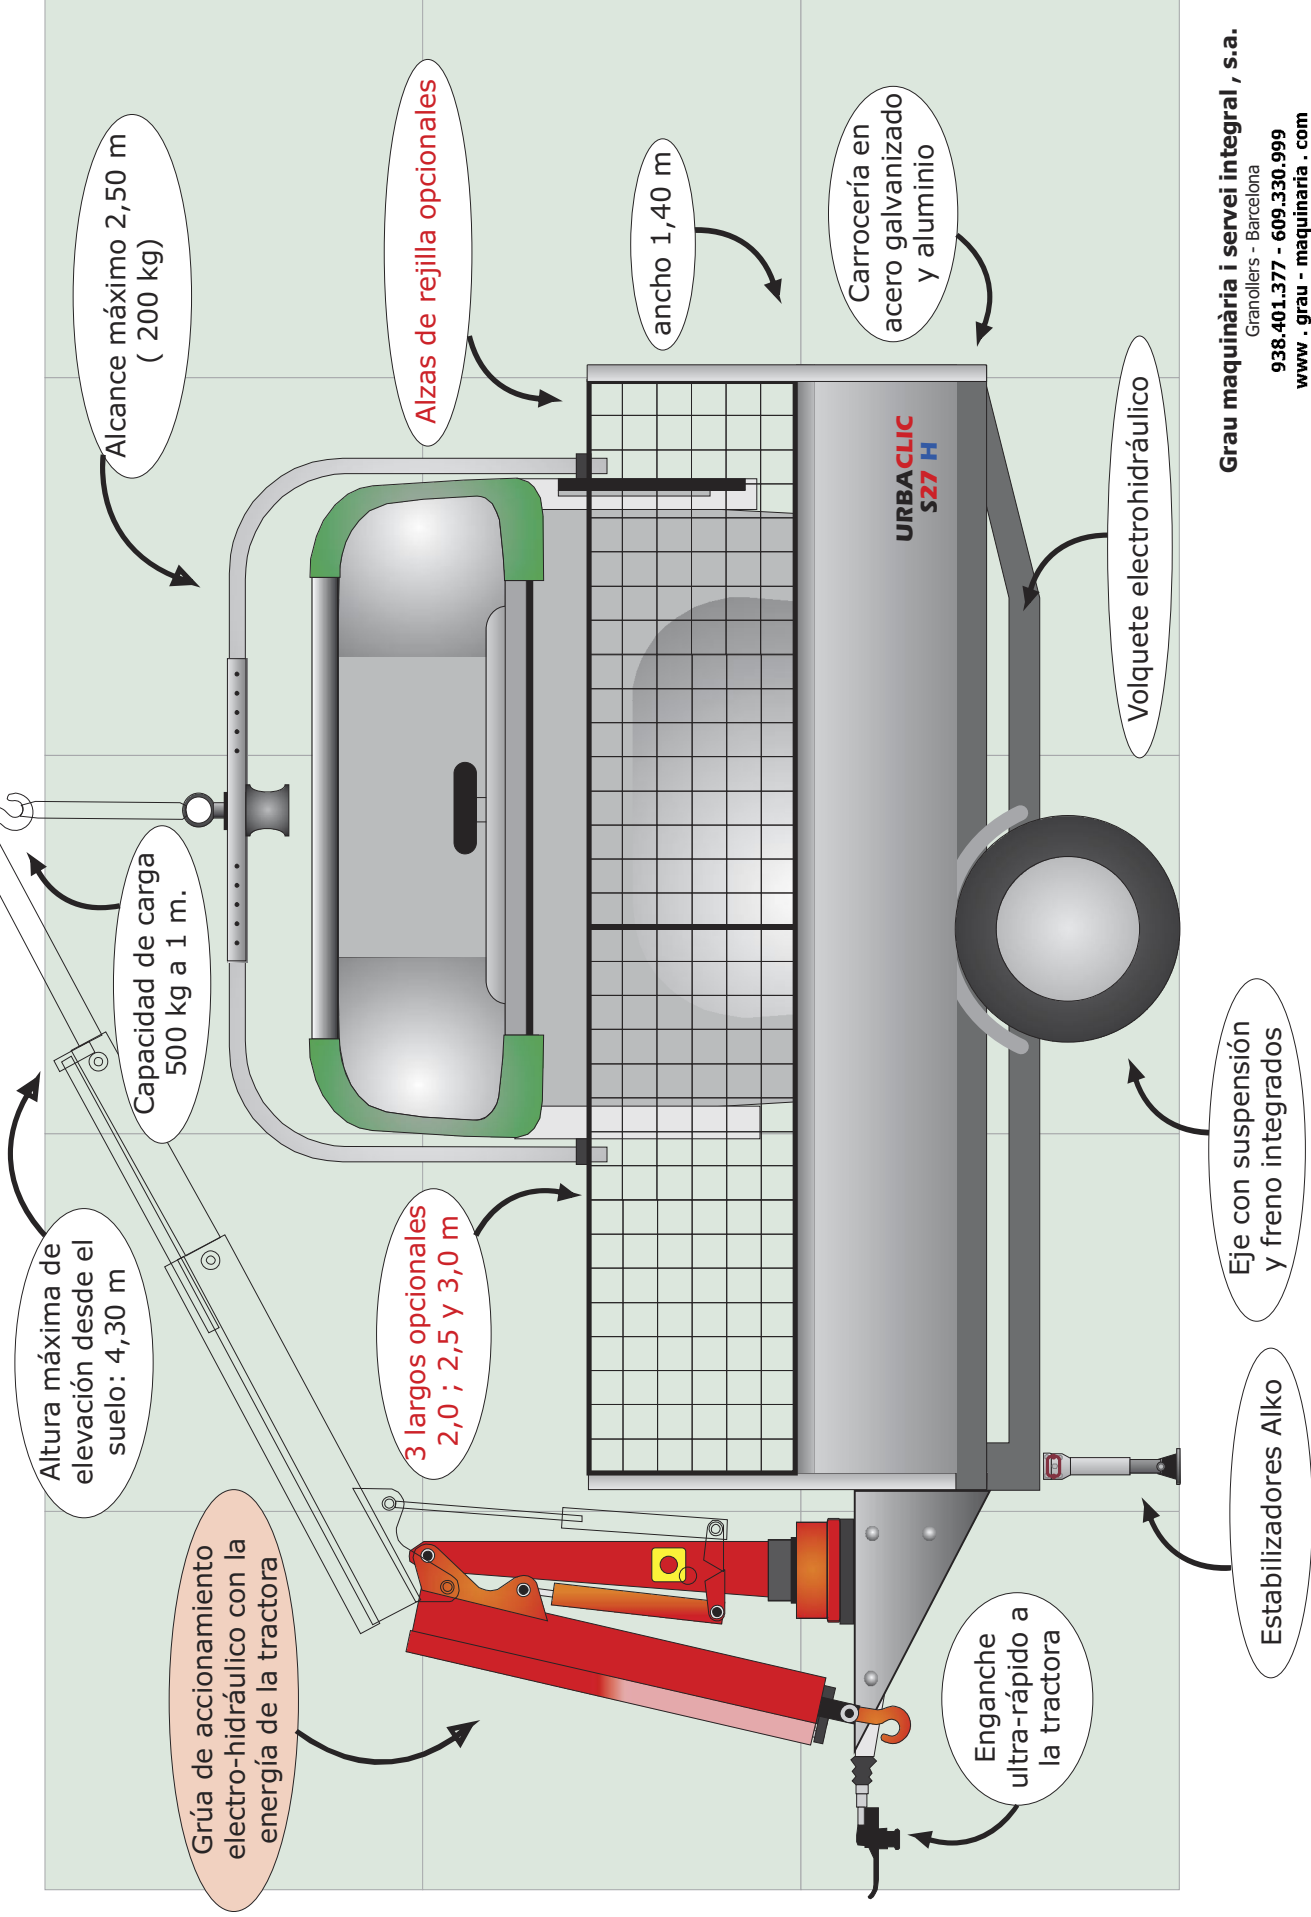 Grúa de accionamiento
electro-hidráulico con la
energía de la tractora
Altura máxima de
elevación desde el
suelo: 4,30 m
Capacidad de carga
500 kg a 1 m.
Alcance máximo 2,50 m
( 200 kg)
3 largos opcionales
2,0 ; 2,5 y 3,0 m
Alzas de rejilla opcionales
ancho 1,40 m
Carrocería en
acero galvanizado
y aluminio
URBACLIC
S27 H
Enganche
ultra-rápido a
la tractora
Estabilizadores Alko
Eje con suspensión
y freno integrados
Volquete electrohidráulico
Grau maquinària i servei integral , s.a.
Granollers - Barcelona
938.401.377 - 609.330.999
www . grau - maquinaria . com